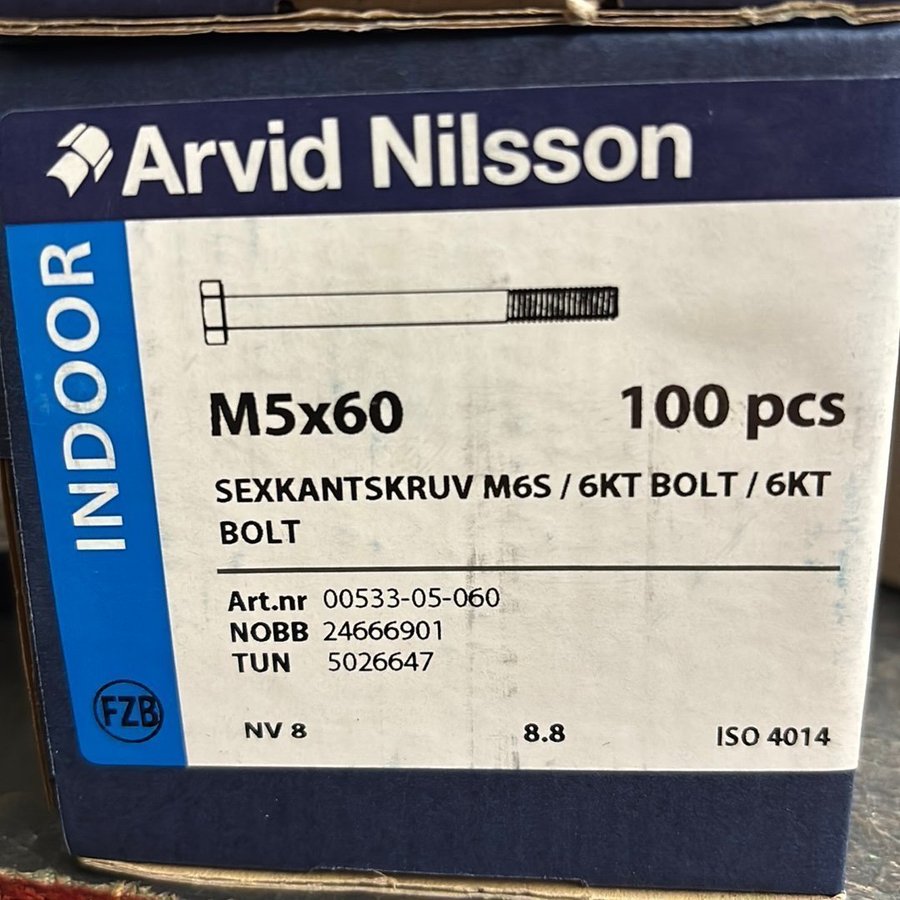 Arvid Nilsson
INDOOR
M5x60 100 pcs
SEXKANTSKRUV M6S / 6KT BOLT / 6KT
BOLT
Art.nr 00533-05-060
NOBB 24666901
TUN 5026647
FZB
NV 8 8.8 ISO 4014